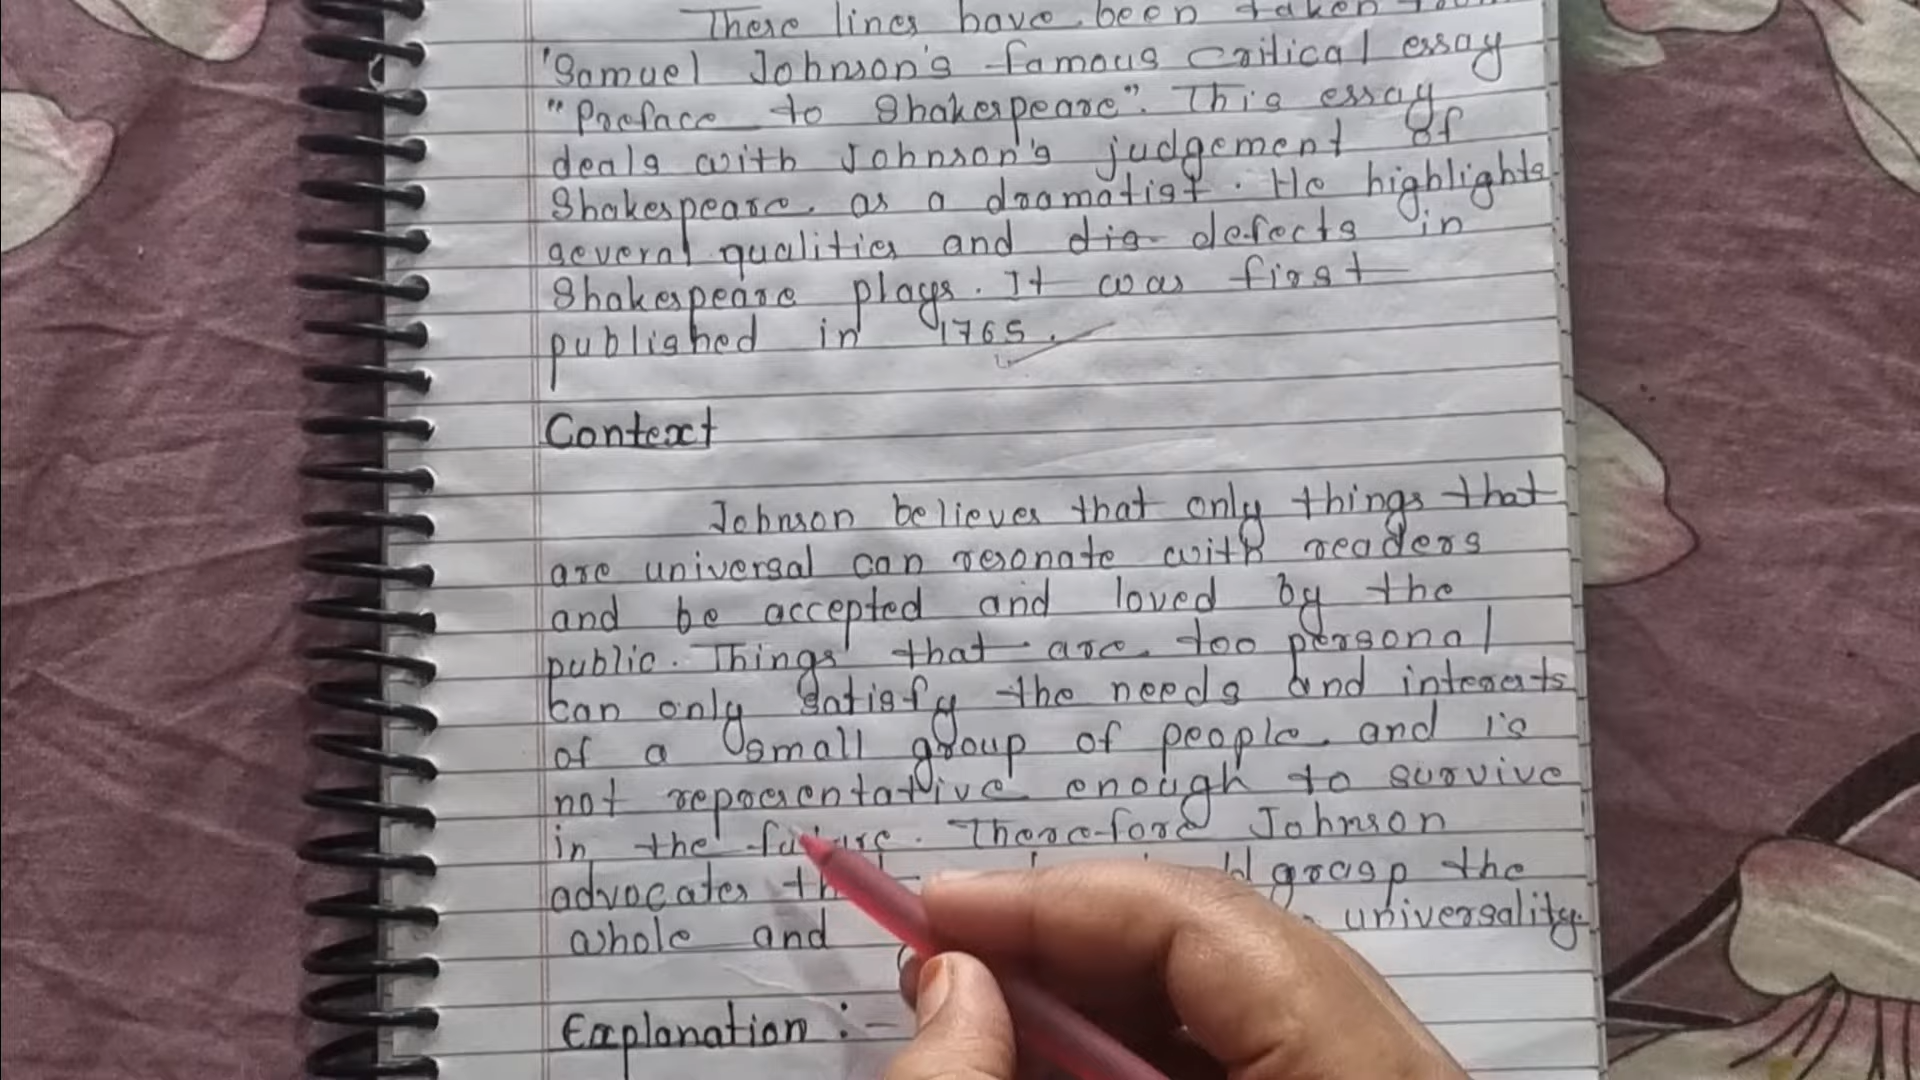 These lines have been taken from
'Samuel Johnson's famous critical essay
"Preface to Shakespeare". This essay
deals with Johnson's judgement of
Shakespeare as a dramatist. He highlights
several qualities and dis defects in
Shakespeare plays. It was first
published in 1765.
Context
Johnson believes that only things that
are universal can resonate with readers
and be accepted and loved by the
public. Things that are too personal
can only satisfy the needs and interests
of a small group of people and is
not representative enough to survive
in the future. Therefore Johnson
advocates grasp the
whole and universality.
Explanation :-